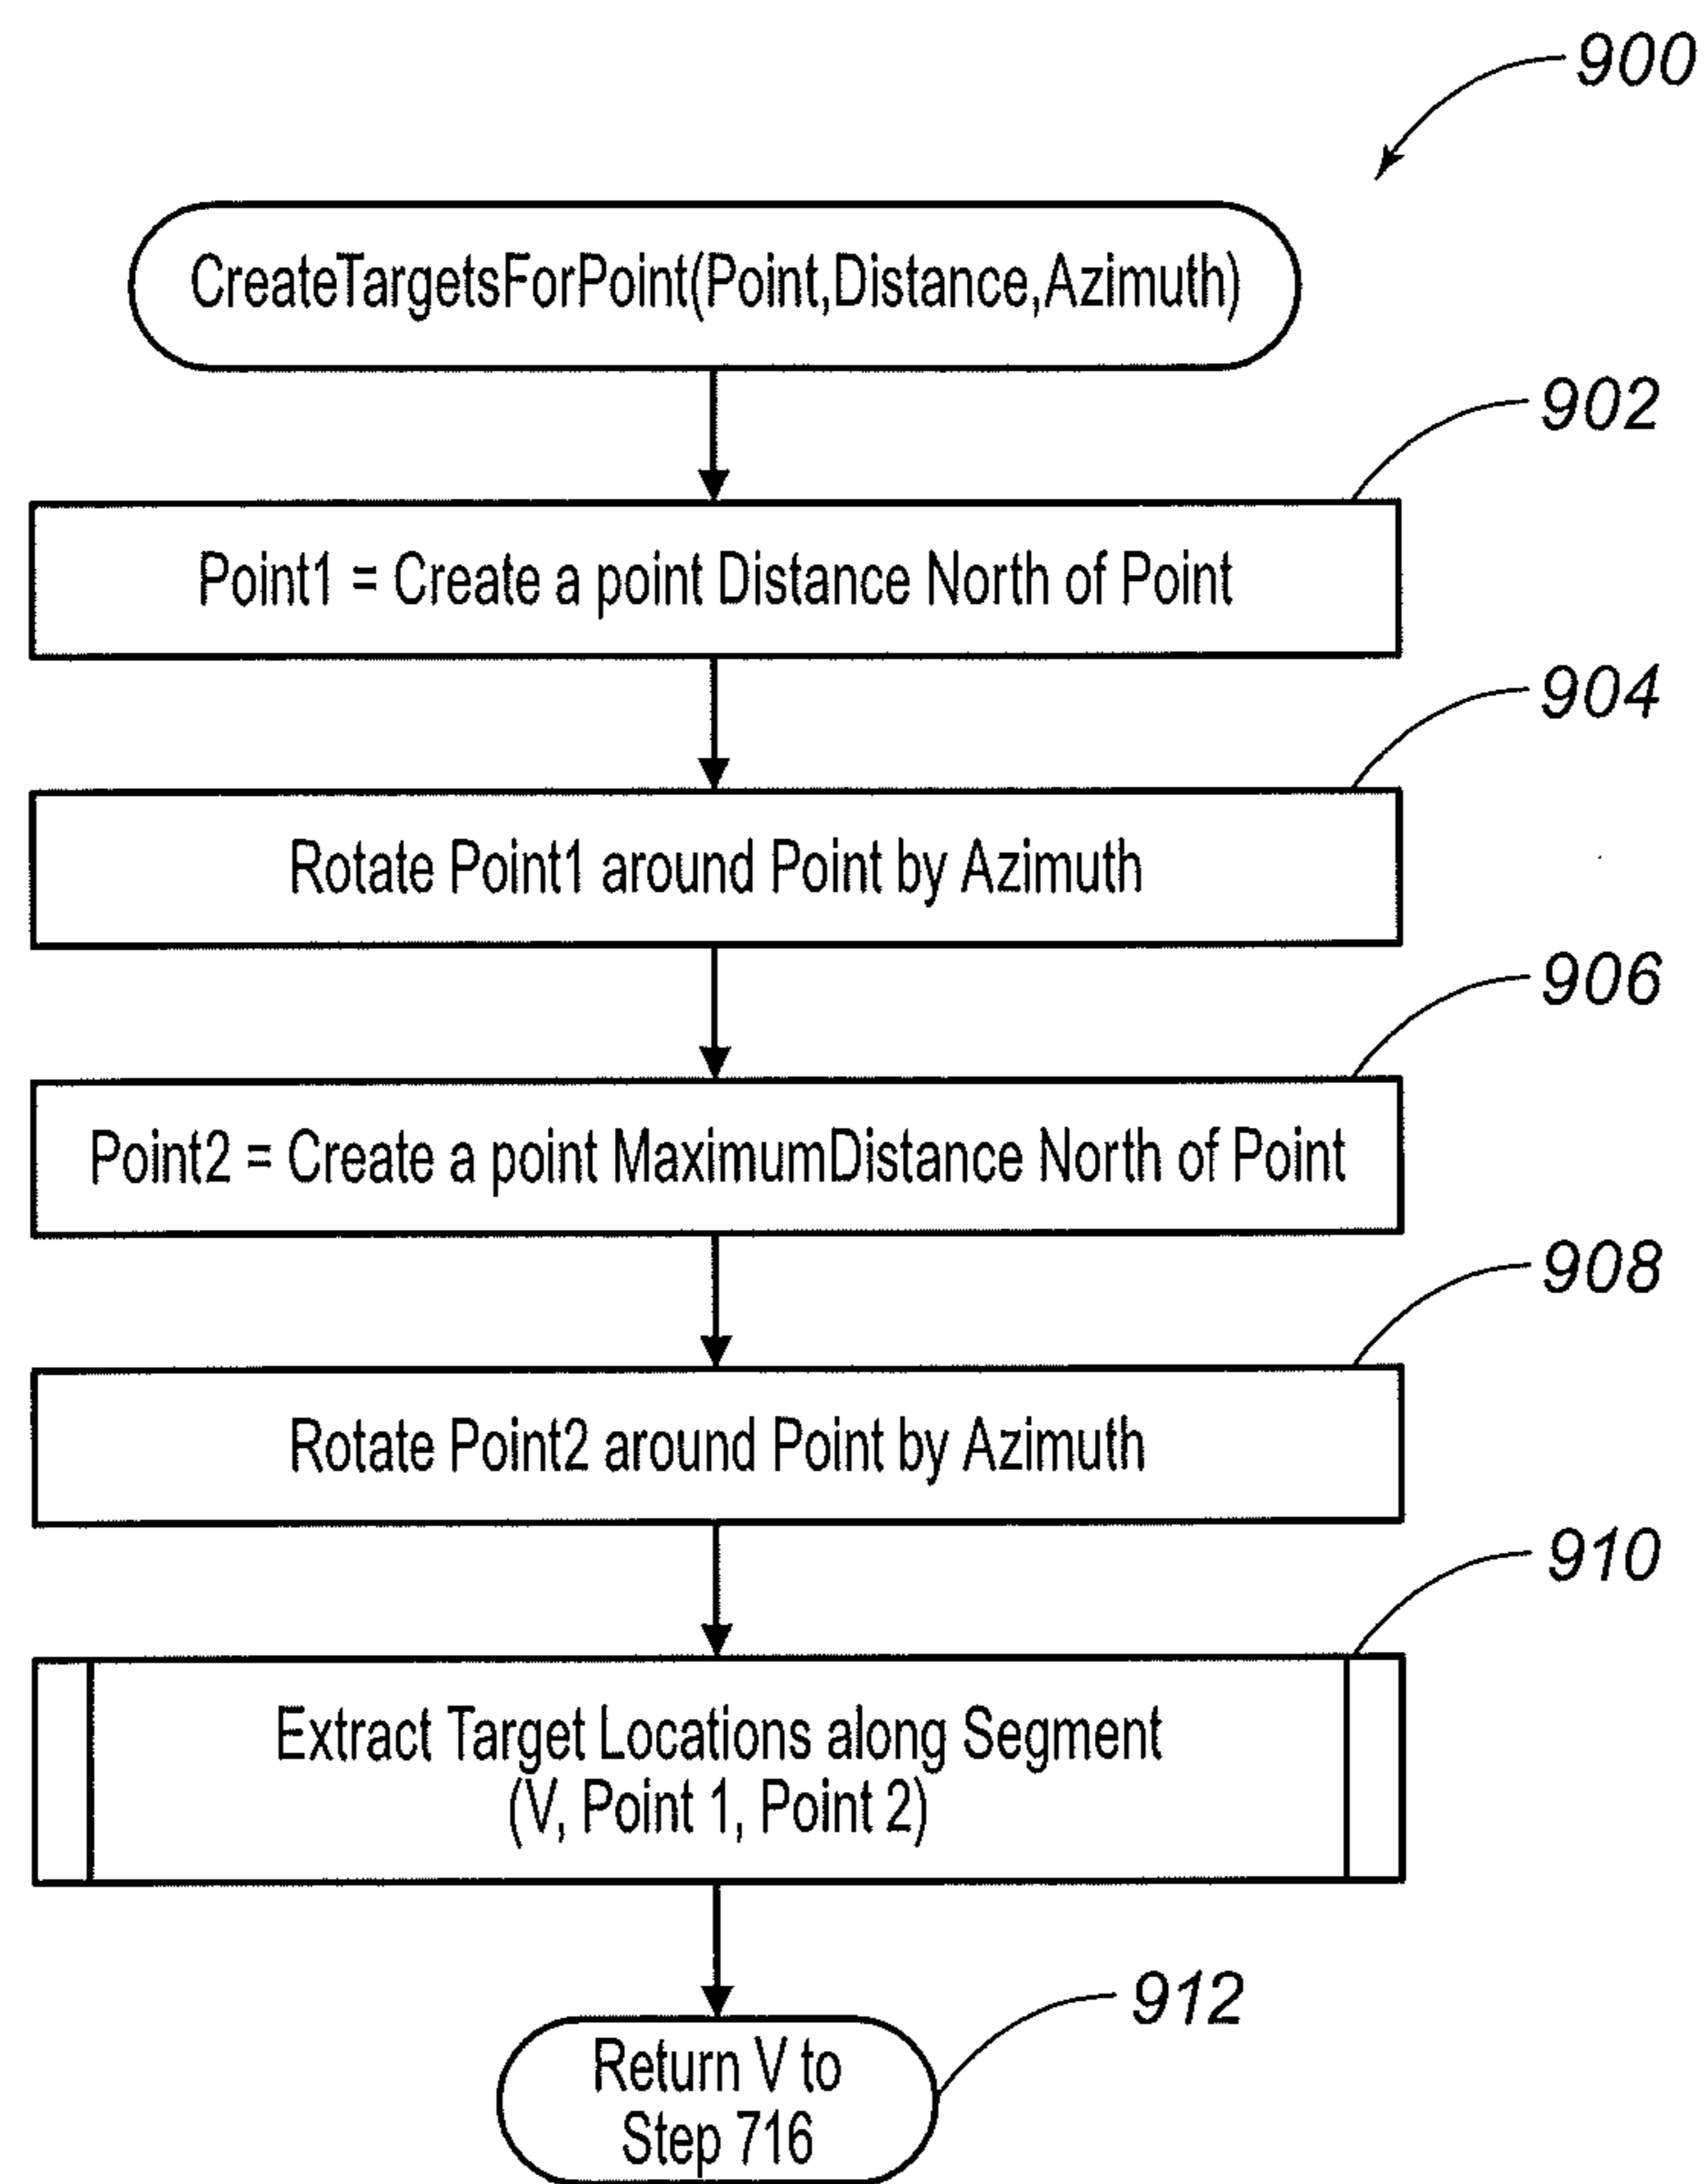 900
CreateTargetsForPoint(Point,Distance,Azimuth)
902
Point1 = Create a point Distance North of Point
904
Rotate Point1 around Point by Azimuth
906
Point2 = Create a point MaximumDistance North of Point
908
Rotate Point2 around Point by Azimuth
910
Extract Target Locations along Segment
(V, Point 1, Point 2)
912
Return V to
Step 716